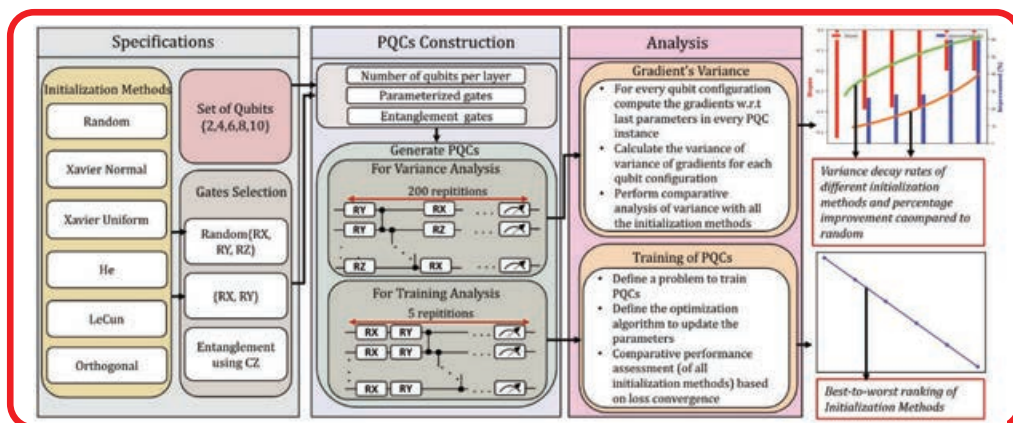 Specifications
Initialization Methods
Random
Xavier Normal
Xavier Uniform
He
LeCun
Orthogonal
Set of Qubits
{2,4,6,8,10}
Gates Selection
Random{RX,
RY, RZ}
{RX, RY}
Entanglement
using CZ
PQCs Construction
Number of qubits per layer
Parameterized gates
Entanglement gates
Generate PQCs
For Variance Analysis
200 repititions
RY
RX
...
RY
RZ
...
RZ
RX
...
For Training Analysis
5 repititions
RX
RY
...
RX
RY
...
RX
RY
...
Analysis
Gradient's Variance
• For every qubit configuration
compute the gradients w.r.t
last parameters in every PQC
instance
• Calculate the variance of
variance of gradients for each
qubit configuration
• Perform comparative
analysis of variance with all
the initialization methods
Training of PQCs
• Define a problem to train
PQCs
• Define the optimization
algorithm to update the
parameters
• Comparative performance
assessment (of all
initialization methods) based
on loss convergence
Improvement (%)
Variance decay rates of
different initialization
methods and percentage
improvement caompared to
random
Best-to-worst ranking of
Initialization Methods